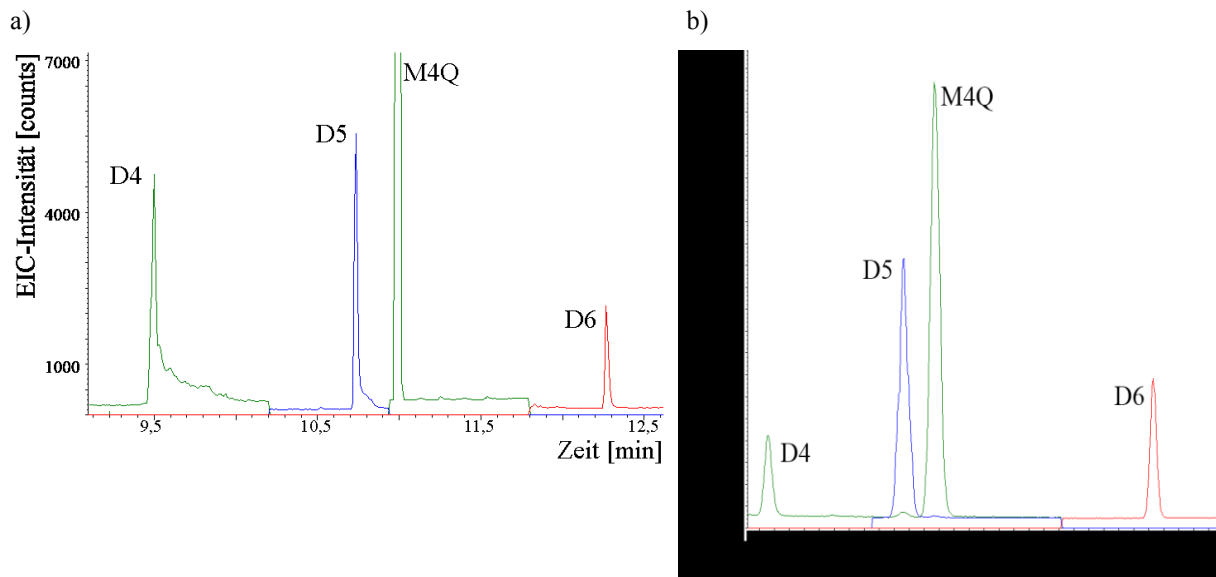 a)
7000
M4Q
D5
D4
4000
D6
1000
EIC-Intensität [counts]
9,5
10,5
11,5
12,5
Zeit [min]
b)
M4Q
D5
D6
D4